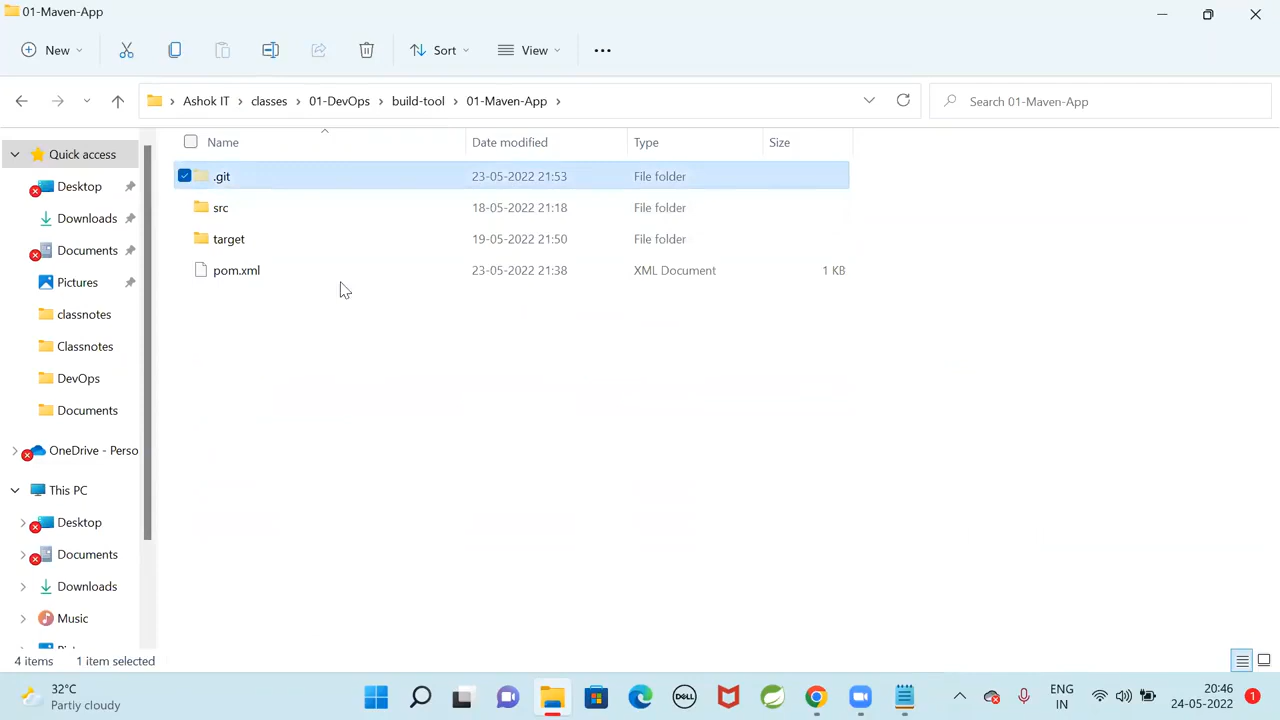 01-Maven-App
New
Sort
View
Ashok IT
classes
01-DevOps
build-tool
01-Maven-App
Search 01-Maven-App
Name
Date modified
Type
Size
.git
23-05-2022 21:53
File folder
src
18-05-2022 21:18
File folder
target
19-05-2022 21:50
File folder
pom.xml
23-05-2022 21:38
XML Document
1 KB
Quick access
Desktop
Downloads
Documents
Pictures
classnotes
Classnotes
DevOps
Documents
OneDrive - Perso
This PC
Desktop
Documents
Downloads
Music
4 items
1 item selected
32°C
Partly cloudy
DELL
ENG
IN
20:46
24-05-2022
1